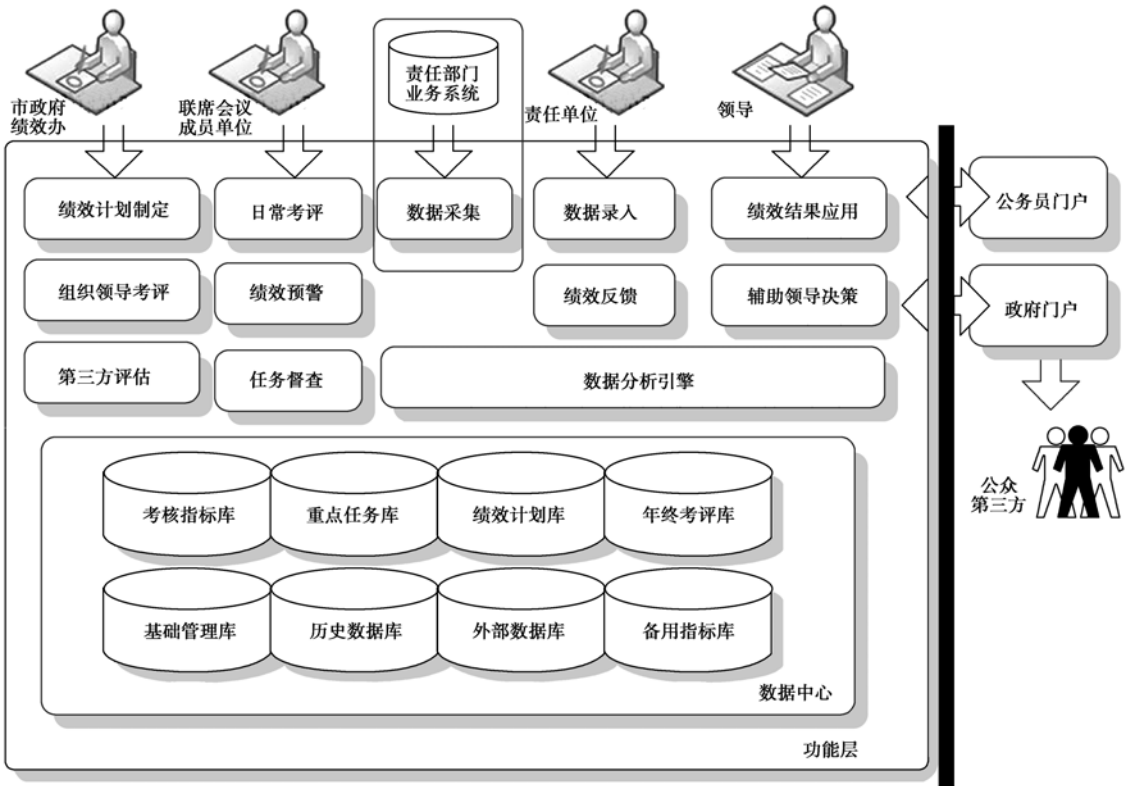 责任部门
业务系统
市政府
绩效办
联席会议
成员单位
责任单位
领导
绩效计划制定
日常考评
数据采集
数据录入
绩效结果应用
公务员门户
组织领导考评
绩效预警
绩效反馈
辅助领导决策
政府门户
第三方评估
任务督查
数据分析引擎
公众
第三方
考核指标库
重点任务库
绩效计划库
年终考评库
基础管理库
历史数据库
外部数据库
备用指标库
数据中心
功能层